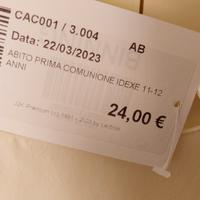 CAC001 / 3.004 AB
Data: 22/03/2023
ABITO PRIMA COMUNIONE IDEXE 11-12
ANNI
24,00 €